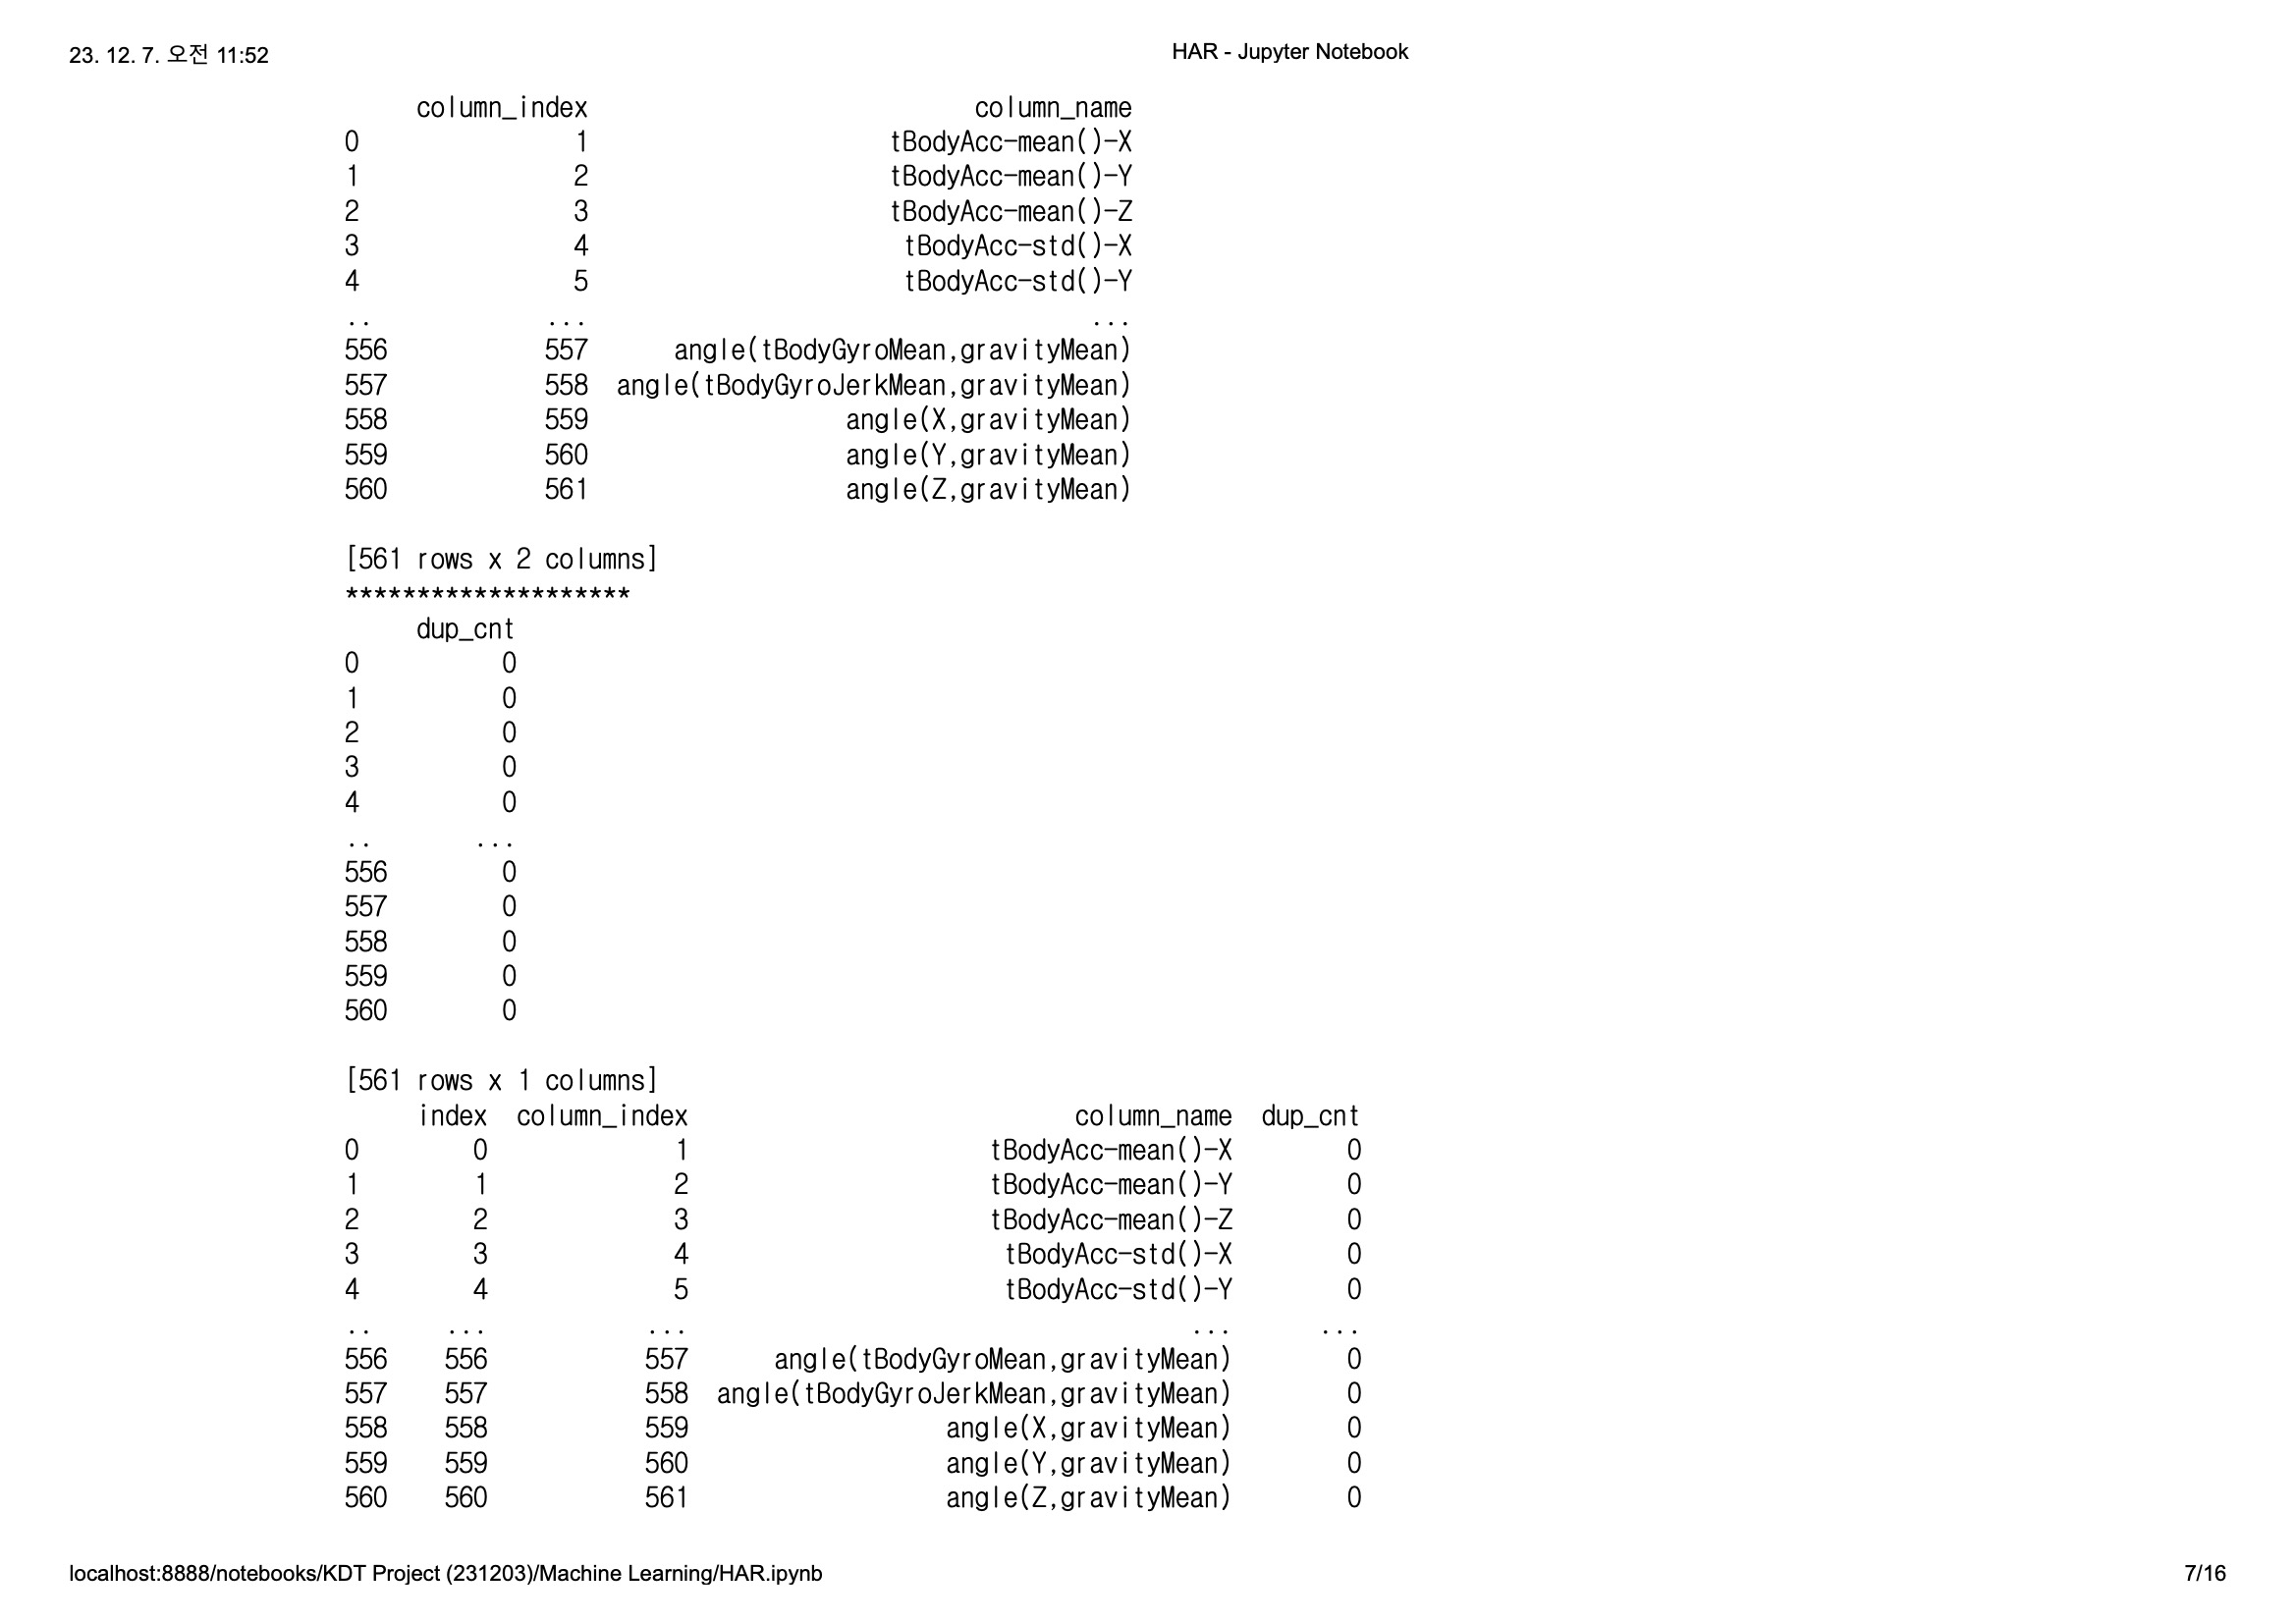 23. 12. 7. 오전 11:52 HAR - Jupyter Notebook
column_index column_name
0 1 tBodyAcc-mean()-X
1 2 tBodyAcc-mean()-Y
2 3 tBodyAcc-mean()-Z
3 4 tBodyAcc-std()-X
4 5 tBodyAcc-std()-Y
.. ... ...
556 557 angle(tBodyGyroMean,gravityMean)
557 558 angle(tBodyGyroJerkMean,gravityMean)
558 559 angle(X,gravityMean)
559 560 angle(Y,gravityMean)
560 561 angle(Z,gravityMean)
[561 rows x 2 columns]
********************
dup_cnt
0 0
1 0
2 0
3 0
4 0
.. ...
556 0
557 0
558 0
559 0
560 0
[561 rows x 1 columns]
index column_index column_name dup_cnt
0 0 1 tBodyAcc-mean()-X 0
1 1 2 tBodyAcc-mean()-Y 0
2 2 3 tBodyAcc-mean()-Z 0
3 3 4 tBodyAcc-std()-X 0
4 4 5 tBodyAcc-std()-Y 0
.. ... ... ... ...
556 556 557 angle(tBodyGyroMean,gravityMean) 0
557 557 558 angle(tBodyGyroJerkMean,gravityMean) 0
558 558 559 angle(X,gravityMean) 0
559 559 560 angle(Y,gravityMean) 0
560 560 561 angle(Z,gravityMean) 0
localhost:8888/notebooks/KDT Project (231203)/Machine Learning/HAR.ipynb 7/16